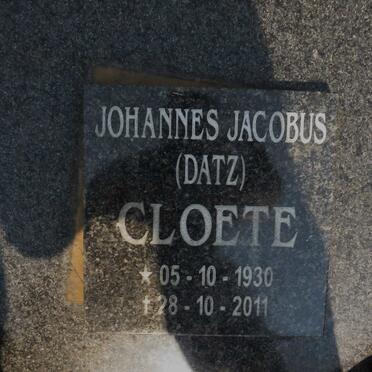 JOHANNES JACOBUS
(DATZ)
CLOETE
★ 05 - 10 - 1930
✝ 28 - 10 - 2011